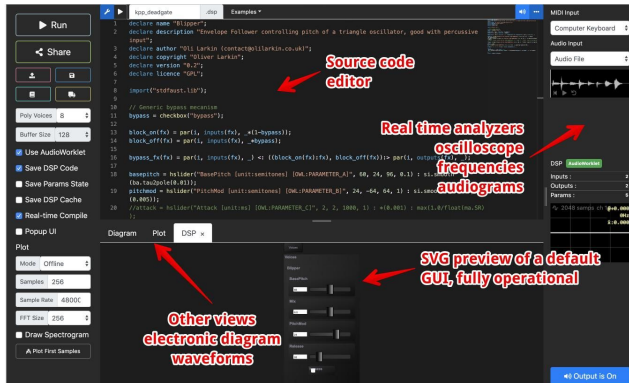 Run
Share
Poly Voices 8
Buffer Size 128
Use AudioWorklet
Save DSP Code
Save Params State
Save DSP Cache
Real-time Compile
Popup UI
Plot
Mode Offline
Samples 256
Sample Rate 4800C
FFT Size 256
Draw Spectrogram
Plot First Samples
kpp_deadgate .dsp Examples
1 declare name "Blipper";
2 declare description "Envelope Follower controlling pitch of a triangle oscillator, good with percussive
input";
3 declare author "Oli Larkin (contact@olilarkin.co.uk)";
4 declare copyright "Oliver Larkin";
5 declare version "0.2";
6 declare licence "GPL";
7
8 import("stdfaust.lib");
9
10 // Generic bypass mecanism
11 bypass = checkbox("bypass");
12
13 block_on(fx) = par(i, inputs(fx), _*(1-bypass));
14 block_off(fx) = par(i, inputs(fx), _*bypass);
15
16 bypass_fx(fx) = par(i, inputs(fx), _) <: ((block_on(fx):fx), block_off(fx)):> par(i, outputs(fx), _);
17
18 basepitch = hslider("BasePitch [unit:semitones] [OWL:PARAMETER_A]", 60, 24, 96, 0.1) : si.smooth
(ba.tau2pole(0.01));
19 pitchmod = hslider("PitchMod [unit:semitones] [OWL:PARAMETER_B]", 24, -64, 64, 1) : si.smooth
(0.005));
20 //attack = hslider("Attack [unit:ms] [OWL:PARAMETER_C]", 2, 2, 1000, 1) : *(0.001) : max(1.0/float(ma.SR)
);
Source code
editor
Real time analyzers
oscilloscope
frequencies
audiograms
Diagram Plot DSP ×
Other views
electronic diagram
waveforms
Blipper
BasePitch
Mix
PitchMod
Release
SVG preview of a default
GUI, fully operational
MIDI Input
Computer Keyboard
Audio Input
Audio File
DSP AudioWorklet
Inputs : 2
Outputs : 2
Params : 5
2048 samps
Output is On